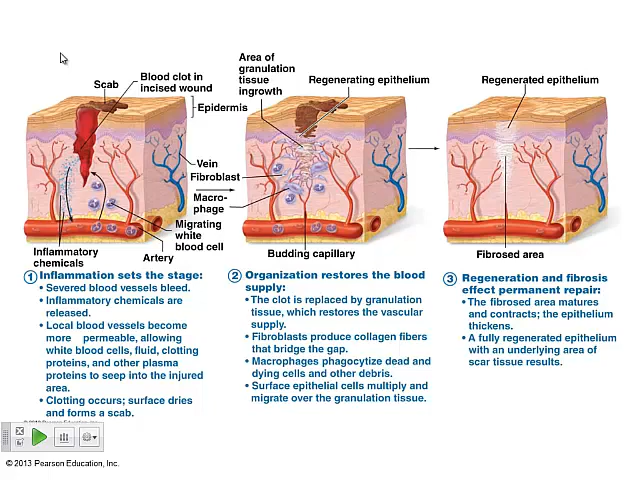 Scab
Blood clot in
incised wound
Epidermis
Vein
Fibroblast
Macro-
phage
Migrating
white
blood cell
Artery
Inflammatory
chemicals
Area of
granulation
tissue
ingrowth
Regenerating epithelium
Budding capillary
Regenerated epithelium
Fibrosed area
1 Inflammation sets the stage:
• Severed blood vessels bleed.
• Inflammatory chemicals are
released.
• Local blood vessels become
more permeable, allowing
white blood cells, fluid, clotting
proteins, and other plasma
proteins to seep into the injured
area.
• Clotting occurs; surface dries
and forms a scab.
2 Organization restores the blood
supply:
• The clot is replaced by granulation
tissue, which restores the vascular
supply.
• Fibroblasts produce collagen fibers
that bridge the gap.
• Macrophages phagocytize dead and
dying cells and other debris.
• Surface epithelial cells multiply and
migrate over the granulation tissue.
3 Regeneration and fibrosis
effect permanent repair:
• The fibrosed area matures
and contracts; the epithelium
thickens.
• A fully regenerated epithelium
with an underlying area of
scar tissue results.
© 2013 Pearson Education, Inc.